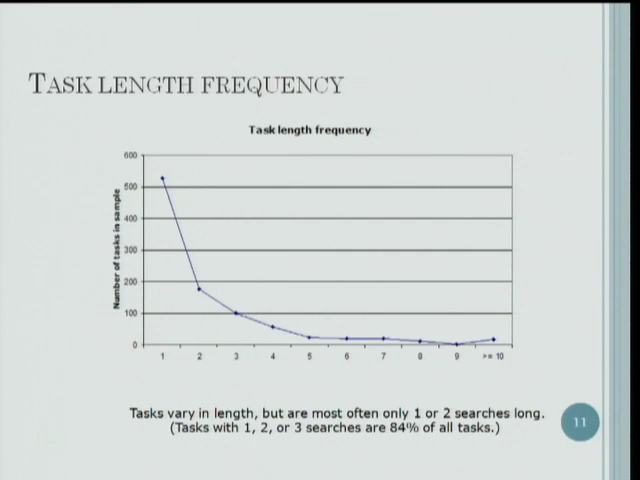 TASK LENGTH FREQUENCY
Task length frequency
Number of tasks in sample
600
500
400
300
200
100
0
1 2 3 4 5 6 7 8 9 >= 10
Tasks vary in length, but are most often only 1 or 2 searches long.
(Tasks with 1, 2, or 3 searches are 84% of all tasks.)
11